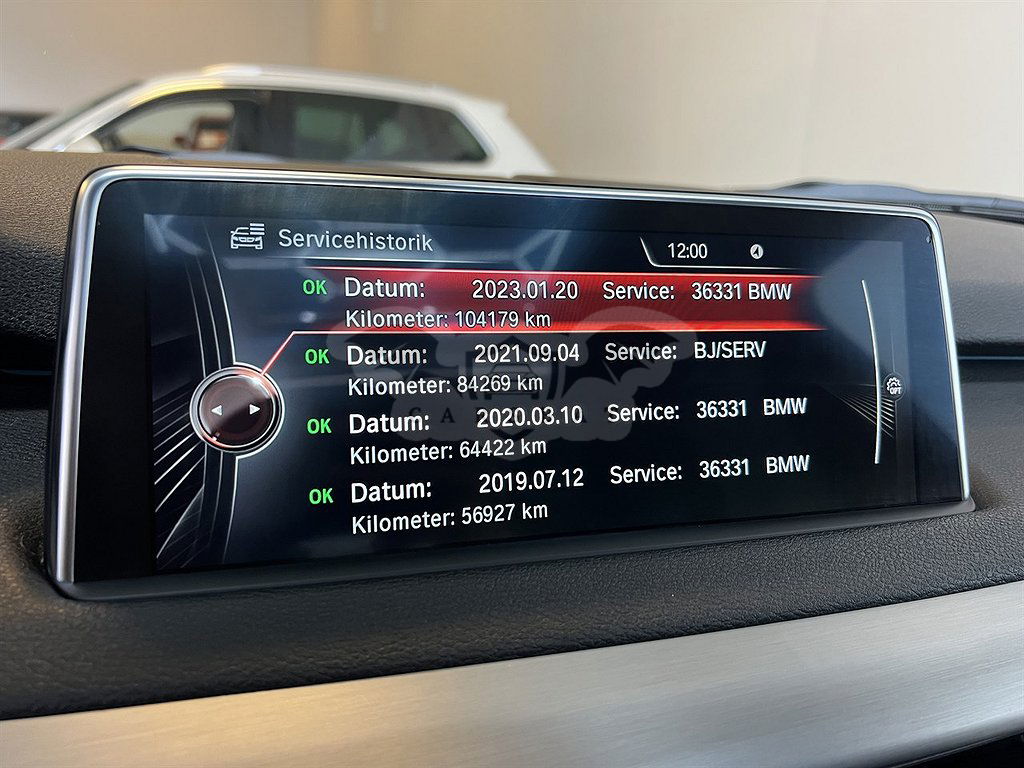 Servicehistorik
12:00
OK Datum: 2023.01.20 Service: 36331 BMW
Kilometer: 104179 km
OK Datum: 2021.09.04 Service: BJ/SERV
Kilometer: 84269 km
OK Datum: 2020.03.10 Service: 36331 BMW
Kilometer: 64422 km
OK Datum: 2019.07.12 Service: 36331 BMW
Kilometer: 56927 km
OPT